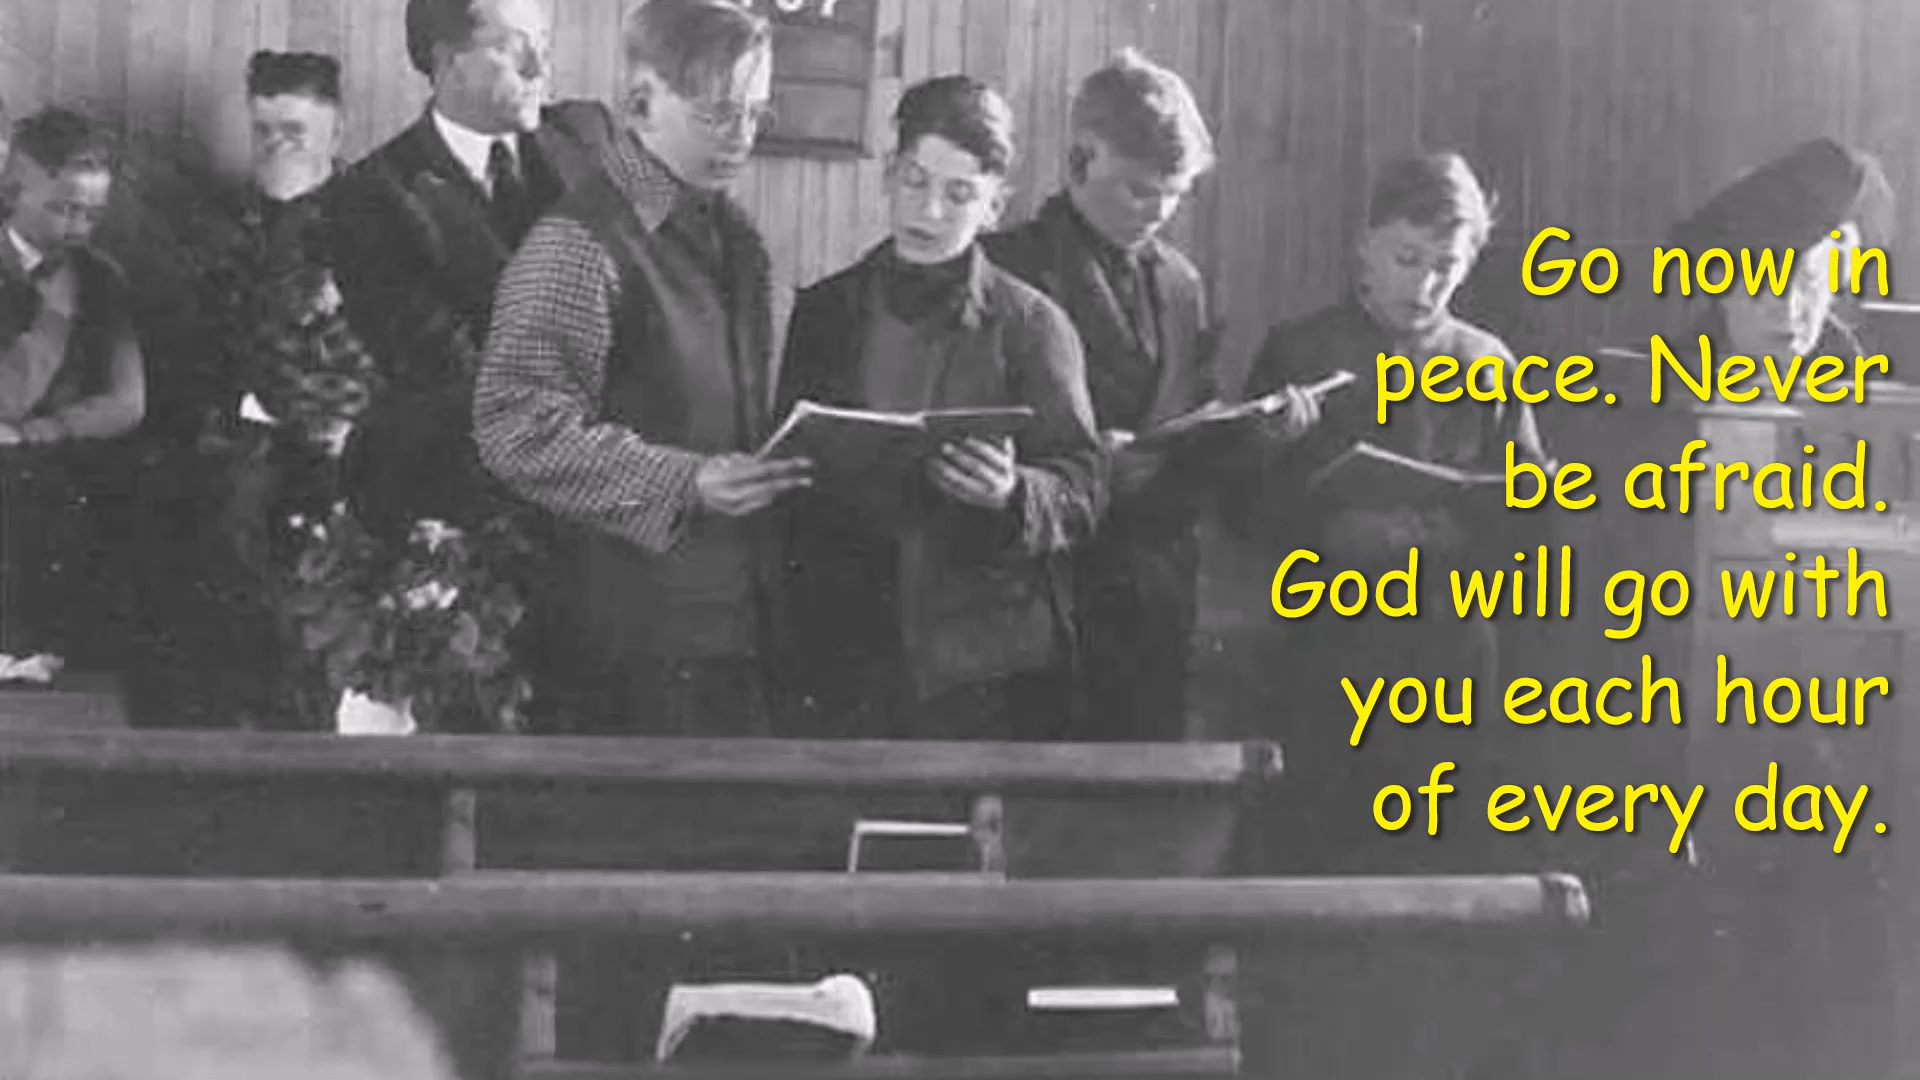 Go now in
peace. Never
be afraid.
God will go with
you each hour
of every day.